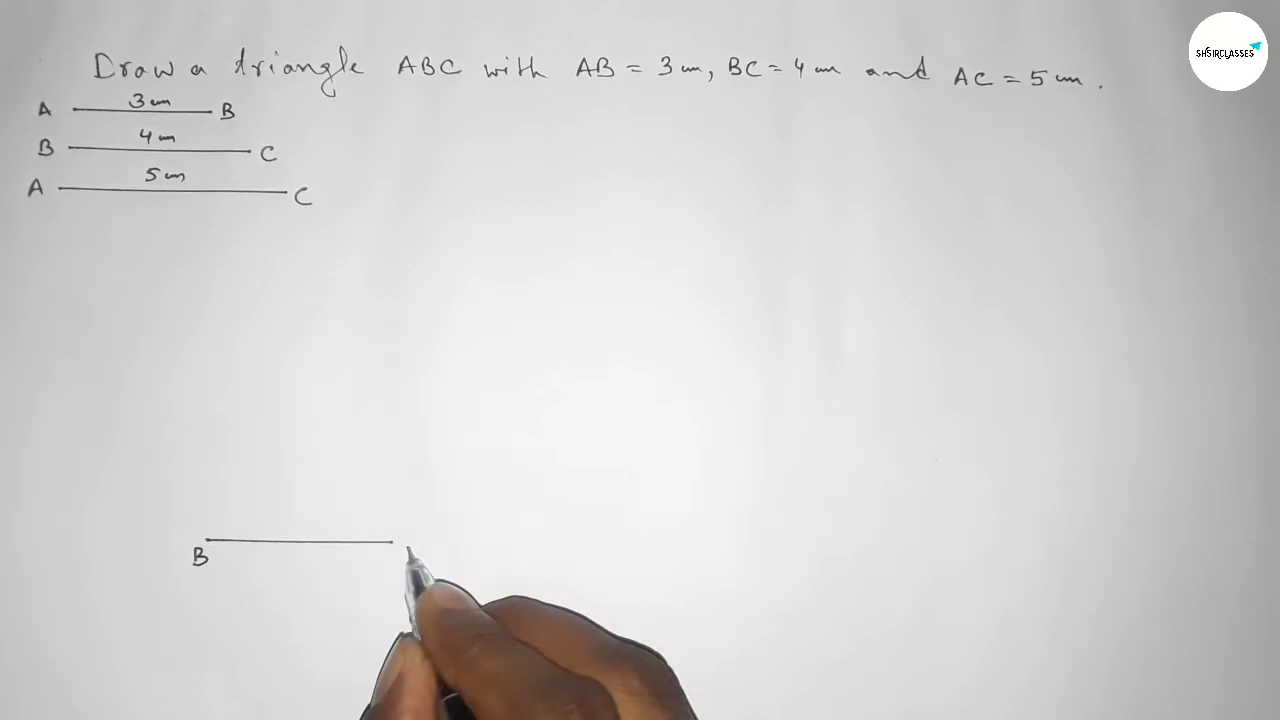 Draw a triangle ABC with AB = 3 cm, BC = 4 cm and AC = 5 cm.
SHSIRCLASSES
A 3 cm B
B 4 cm C
A 5 cm C
B